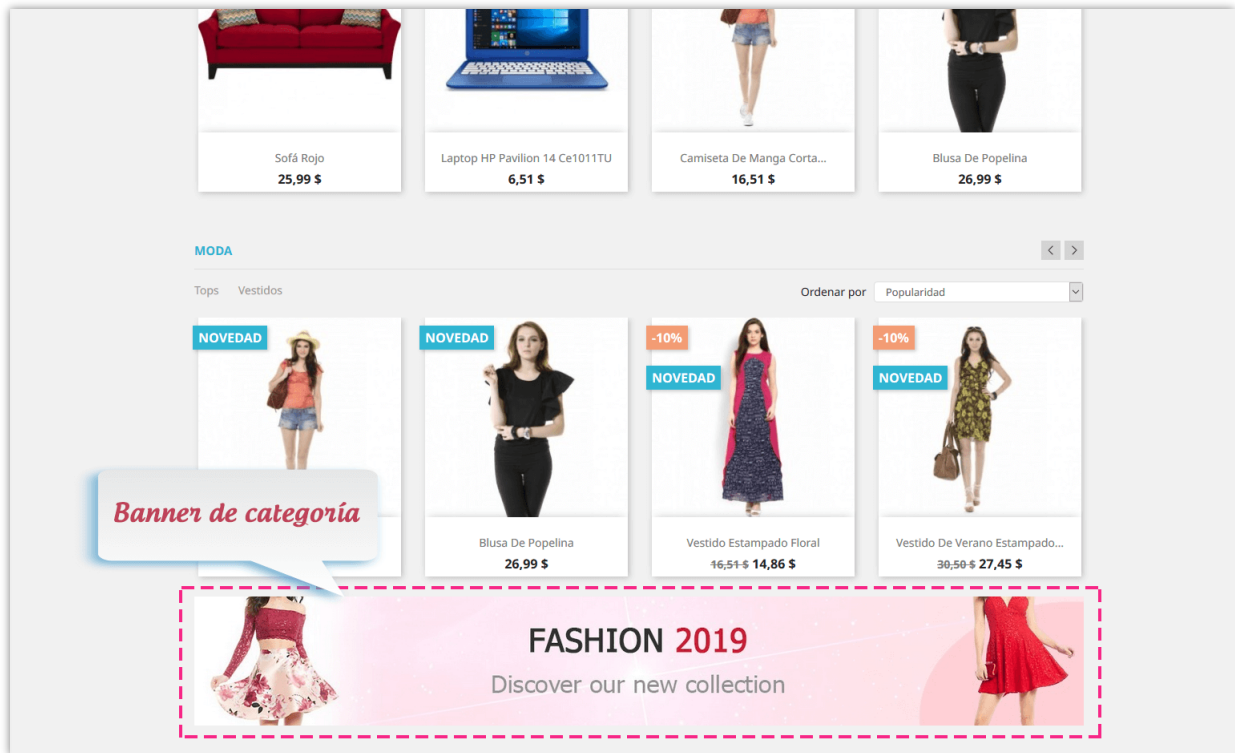 Sofá Rojo
25,99 $
Laptop HP Pavilion 14 Ce1011TU
6,51 $
Camiseta De Manga Corta...
16,51 $
Blusa De Popelina
26,99 $
MODA
Tops Vestidos
Ordenar por Popularidad
NOVEDAD
NOVEDAD
-10%
NOVEDAD
-10%
NOVEDAD
Banner de categoría
Blusa De Popelina
26,99 $
Vestido Estampado Floral
16,51 $ 14,86 $
Vestido De Verano Estampado...
30,50 $ 27,45 $
FASHION 2019
Discover our new collection